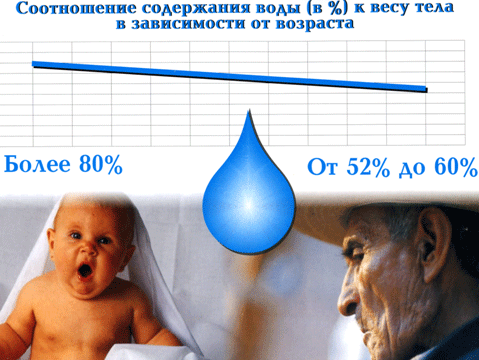 Соотношение содержания воды (в %) к весу тела
в зависимости от возраста
Более 80%
От 52% до 60%